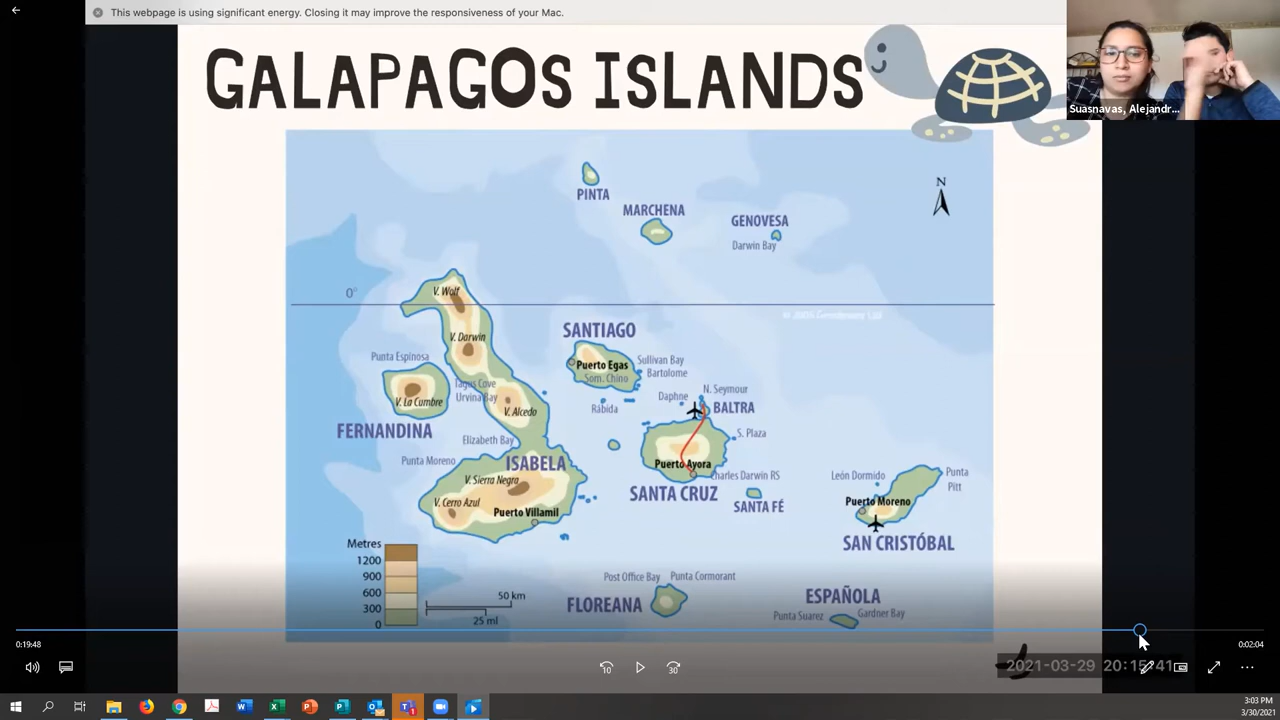 This webpage is using significant energy. Closing it may improve the responsiveness of your Mac.
GALAPAGOS ISLANDS
Suasnavas, Alejandr...
N
PINTA
MARCHENA
GENOVESA
Darwin Bay
0°
V. Wolf
V. Darwin
SANTIAGO
Punta Espinosa
Puerto Egas
Sullivan Bay
Bartolome
Som. Chino
Tagus Cove
Urvina Bay
N. Seymour
Daphne
BALTRA
V. La Cumbre
V. Alcedo
Rábida
FERNANDINA
Elizabeth Bay
S. Plaza
Punta Moreno
ISABELA
Puerto Ayora
Charles Darwin RS
León Dormido
Punta
Pitt
V. Sierra Negra
SANTA CRUZ
V. Cerro Azul
Puerto Villamil
SANTA FÉ
Puerto Moreno
SAN CRISTÓBAL
Metres
1200
900
600
300
0
50 km
25 ml
Post Office Bay
Punta Cormorant
FLOREANA
ESPAÑOLA
Punta Suarez
Gardner Bay
0:19:48
0:02:04
10
30
2021-03-29 20:15:41
3:03 PM
3/30/2021